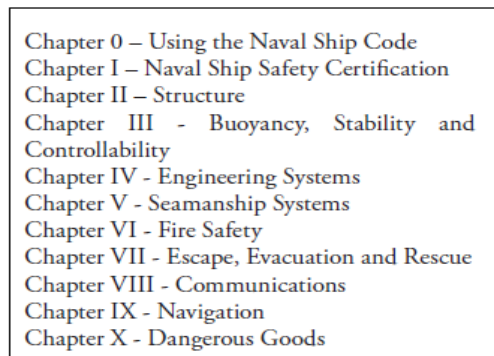 Chapter 0 – Using the Naval Ship Code
Chapter I – Naval Ship Safety Certification
Chapter II – Structure
Chapter III - Buoyancy, Stability and
Controllability
Chapter IV - Engineering Systems
Chapter V - Seamanship Systems
Chapter VI - Fire Safety
Chapter VII - Escape, Evacuation and Rescue
Chapter VIII - Communications
Chapter IX - Navigation
Chapter X - Dangerous Goods